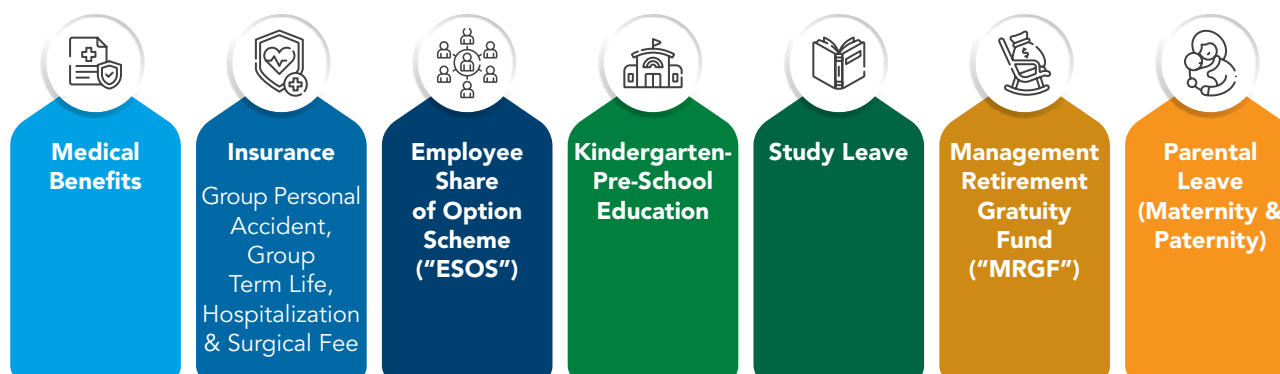 Medical
Benefits
Insurance
Group Personal
Accident,
Group
Term Life,
Hospitalization
& Surgical Fee
Employee
Share
of Option
Scheme
("ESOS")
Kindergarten-
Pre-School
Education
Study Leave
Management
Retirement
Gratuity
Fund
("MRGF")
Parental
Leave
(Maternity &
Paternity)